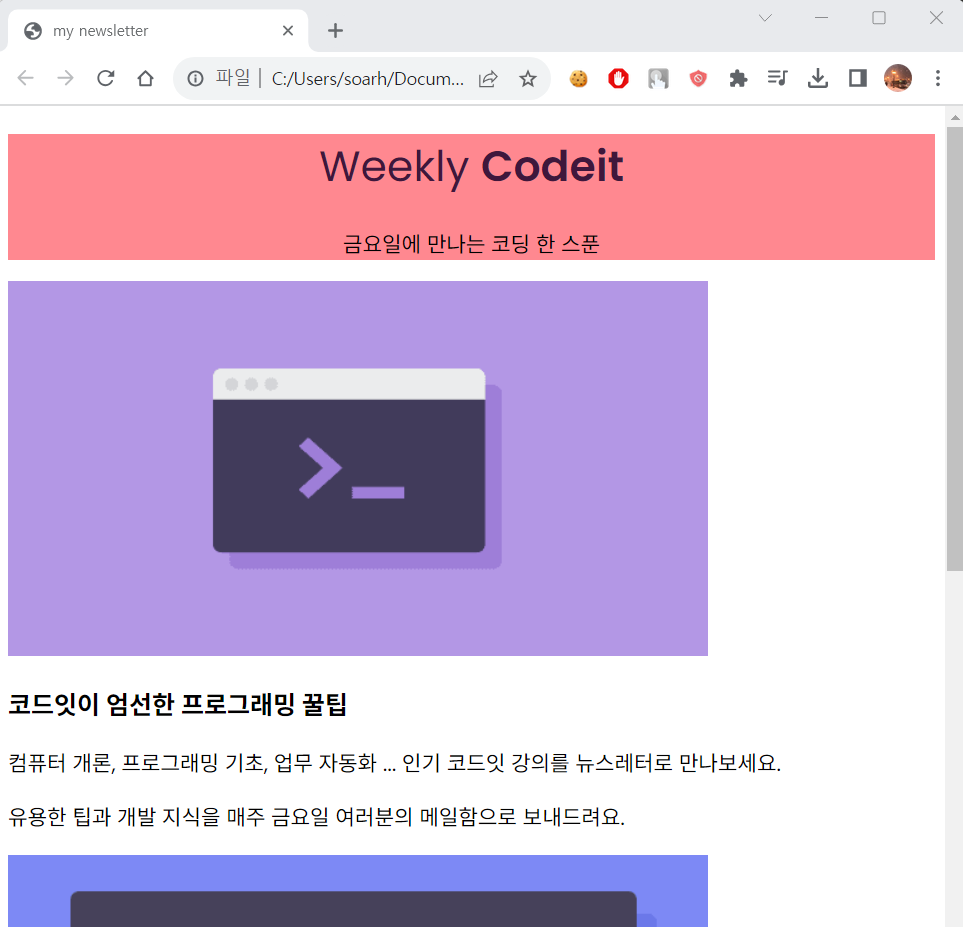 my newsletter
파일 | C:/Users/soarh/Docum...
Weekly Codeit
금요일에 만나는 코딩 한 스푼
>_
코드잇이 엄선한 프로그래밍 꿀팁
컴퓨터 개론, 프로그래밍 기초, 업무 자동화 ... 인기 코드잇 강의를 뉴스레터로 만나보세요.
유용한 팁과 개발 지식을 매주 금요일 여러분의 메일함으로 보내드려요.